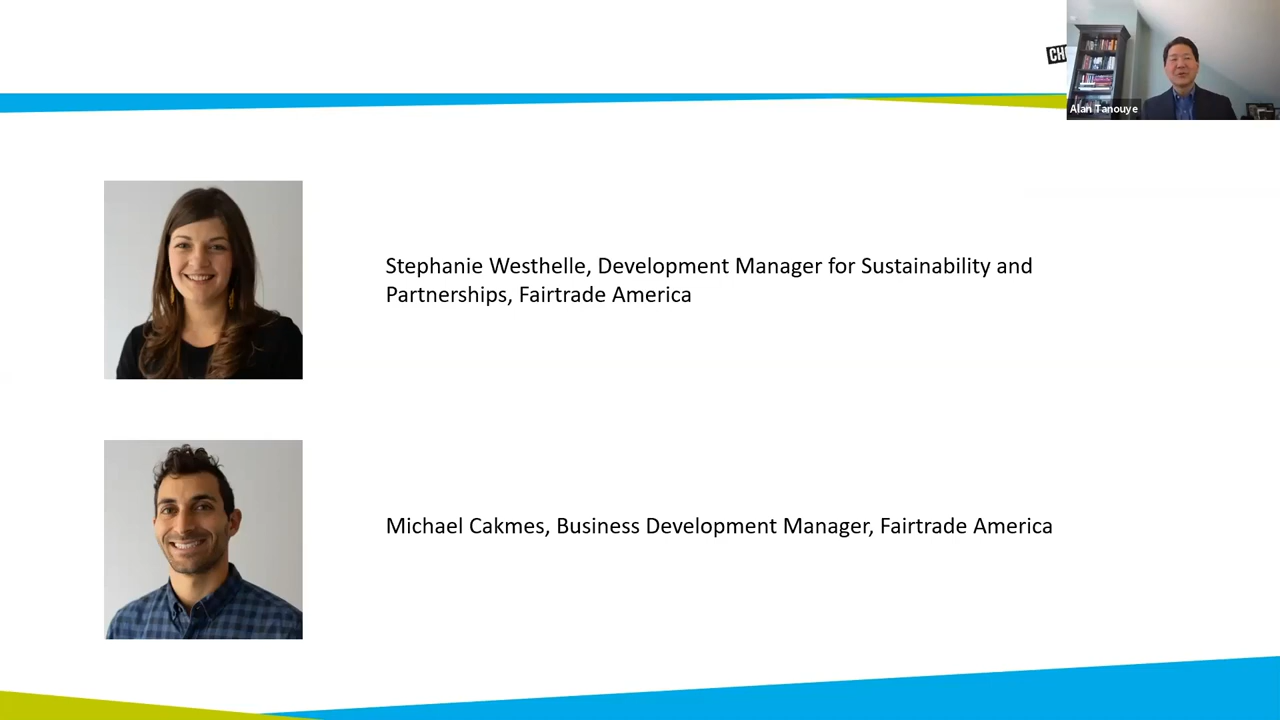 CH
Alan Tanouye
Stephanie Westhelle, Development Manager for Sustainability and
Partnerships, Fairtrade America
Michael Cakmes, Business Development Manager, Fairtrade America